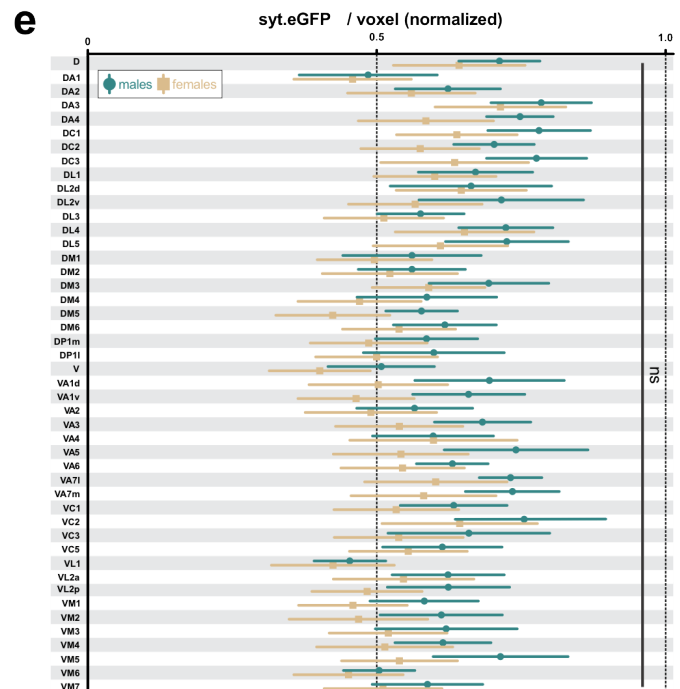 e
syt.eGFP / voxel (normalized)
0 0.5 1.0
males females
D
DA1
DA2
DA3
DA4
DC1
DC2
DC3
DL1
DL2d
DL2v
DL3
DL4
DL5
DM1
DM2
DM3
DM4
DM5
DM6
DP1m
DP1l
V
VA1d
VA1v
VA2
VA3
VA4
VA5
VA6
VA7l
VA7m
VC1
VC2
VC3
VC5
VL1
VL2a
VL2p
VM1
VM2
VM3
VM4
VM5
VM6
VM7
ns